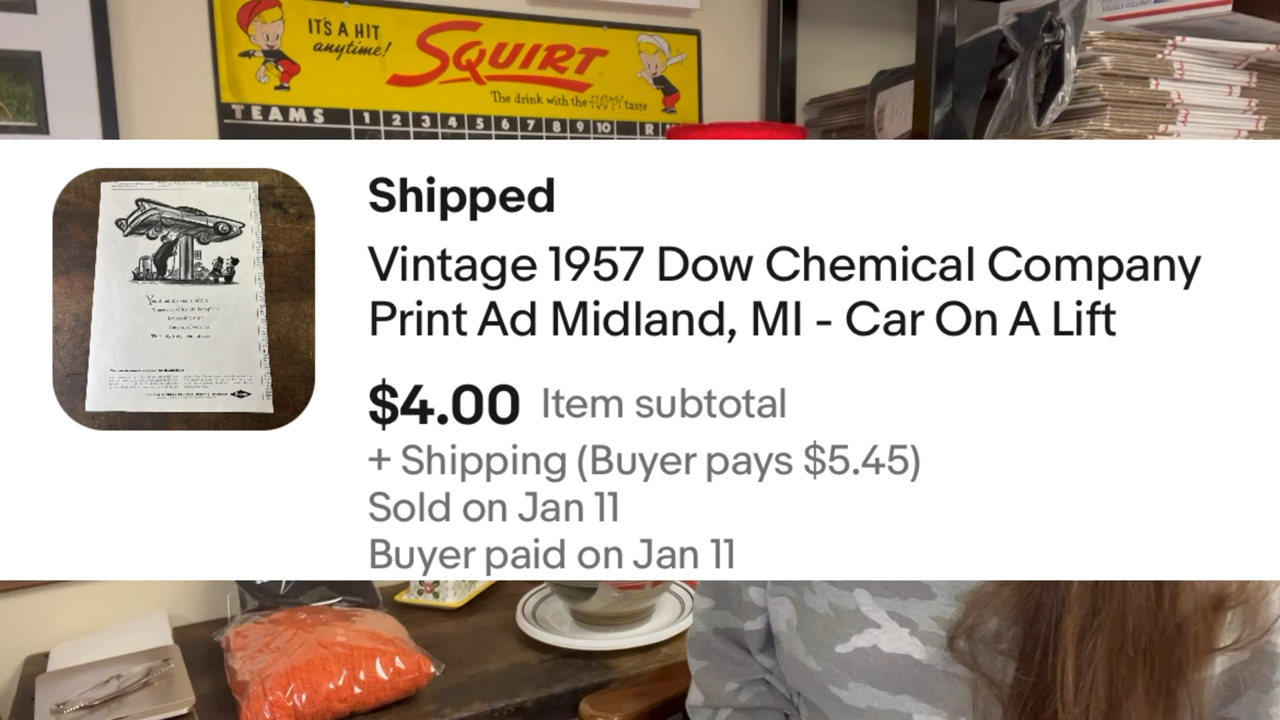 IT'S A HIT
anytime!
SQUIRT
The drink with the HAPPY taste
TEAMS 1 2 3 4 5 6 7 8 9 10 R
Shipped
Vintage 1957 Dow Chemical Company
Print Ad Midland, MI - Car On A Lift
$4.00 Item subtotal
+ Shipping (Buyer pays $5.45)
Sold on Jan 11
Buyer paid on Jan 11